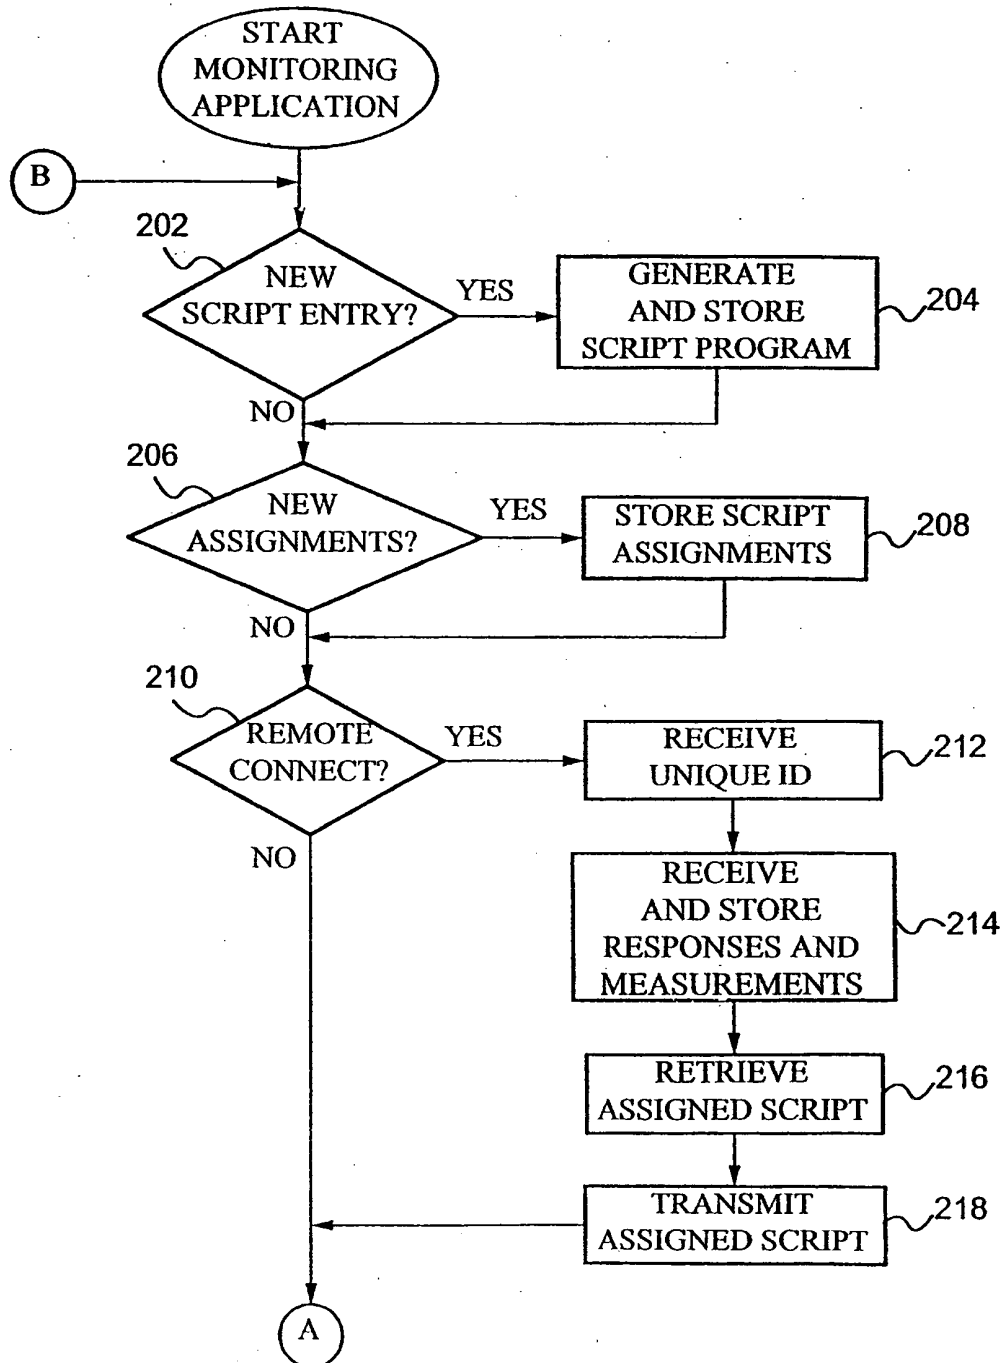 START
MONITORING
APPLICATION
B
202
NEW
SCRIPT ENTRY?
YES
GENERATE
AND STORE
SCRIPT PROGRAM
204
NO
206
NEW
ASSIGNMENTS?
YES
STORE SCRIPT
ASSIGNMENTS
208
NO
210
REMOTE
CONNECT?
YES
RECEIVE
UNIQUE ID
212
NO
RECEIVE
AND STORE
RESPONSES AND
MEASUREMENTS
214
RETRIEVE
ASSIGNED SCRIPT
216
TRANSMIT
ASSIGNED SCRIPT
218
A